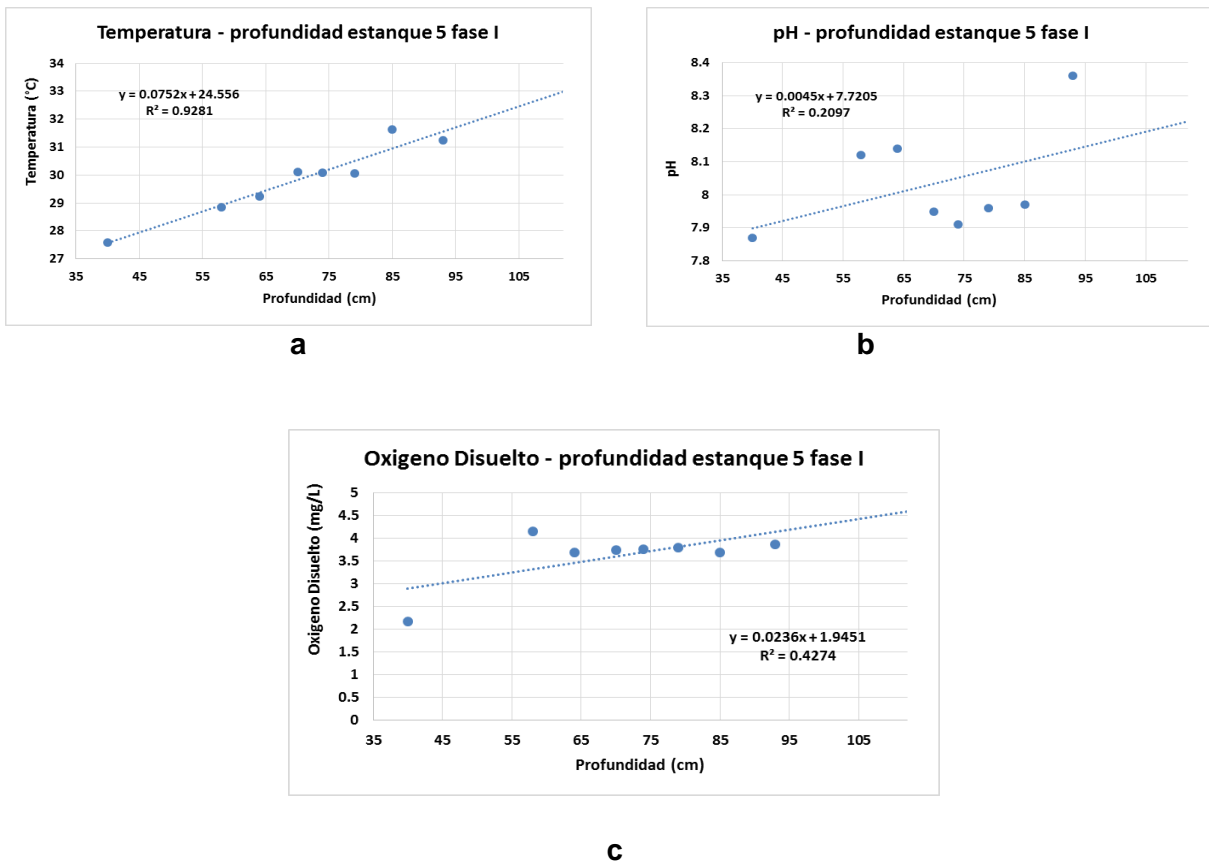 Temperatura - profundidad estanque 5 fase I
Temperatura (°C)
34
33
32
31
30
29
28
27
y = 0.0752x + 24.556
R² = 0.9281
35 45 55 65 75 85 95 105
Profundidad (cm)
a
pH - profundidad estanque 5 fase I
pH
8.4
8.3
8.2
8.1
8
7.9
7.8
y = 0.0045x + 7.7205
R² = 0.2097
35 45 55 65 75 85 95 105
Profundidad (cm)
b
Oxigeno Disuelto - profundidad estanque 5 fase I
Oxigeno Disuelto (mg/L)
5
4.5
4
3.5
3
2.5
2
1.5
1
0.5
0
y = 0.0236x + 1.9451
R² = 0.4274
35 45 55 65 75 85 95 105
Profundidad (cm)
c